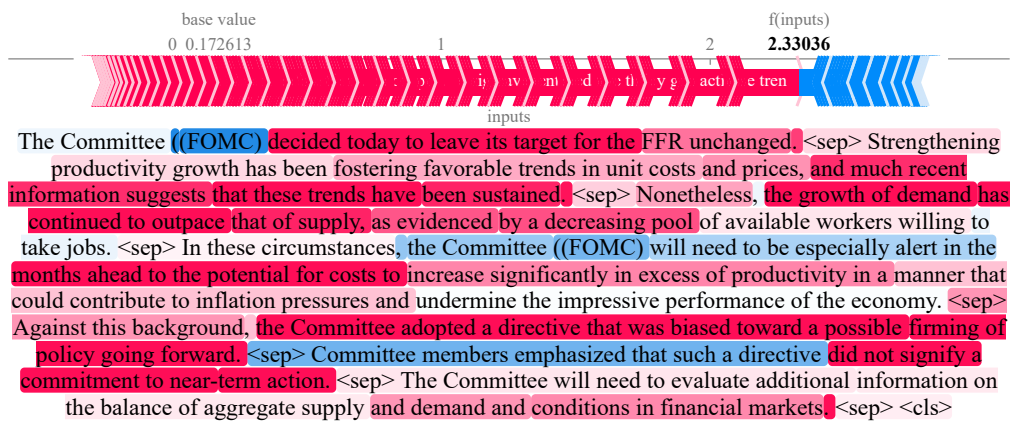 base value
f(inputs)
0 0.172613 1 2 2.33036
inputs
The Committee ((FOMC) decided today to leave its target for the FFR unchanged. <sep> Strengthening
productivity growth has been fostering favorable trends in unit costs and prices, and much recent
information suggests that these trends have been sustained. <sep> Nonetheless, the growth of demand has
continued to outpace that of supply, as evidenced by a decreasing pool of available workers willing to
take jobs. <sep> In these circumstances, the Committee ((FOMC) will need to be especially alert in the
months ahead to the potential for costs to increase significantly in excess of productivity in a manner that
could contribute to inflation pressures and undermine the impressive performance of the economy. <sep>
Against this background, the Committee adopted a directive that was biased toward a possible firming of
policy going forward. <sep> Committee members emphasized that such a directive did not signify a
commitment to near-term action. <sep> The Committee will need to evaluate additional information on
the balance of aggregate supply and demand and conditions in financial markets. <sep> <cls>